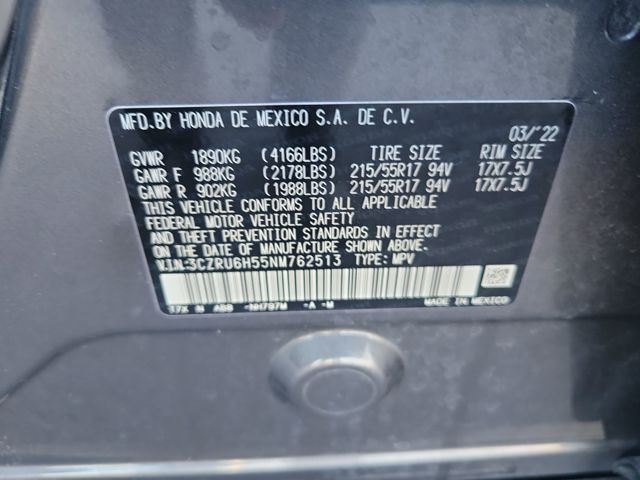 MFD.BY HONDA DE MEXICO S.A. DE C.V.
03/'22
GVWR 1890KG (4166LBS) TIRE SIZE RIM SIZE
GAWR F 988KG (2178LBS) 215/55R17 94V 17X7.5J
GAWR R 902KG (1988LBS) 215/55R17 94V 17X7.5J
THIS VEHICLE CONFORMS TO ALL APPLICABLE
FEDERAL MOTOR VEHICLE SAFETY
AND THEFT PREVENTION STANDARDS IN EFFECT
ON THE DATE OF MANUFACTURE SHOWN ABOVE.
V.I.N:3CZRU6H55NM762513 TYPE: MPV
T7X N A99 -NH797M -A -M MADE IN MEXICO